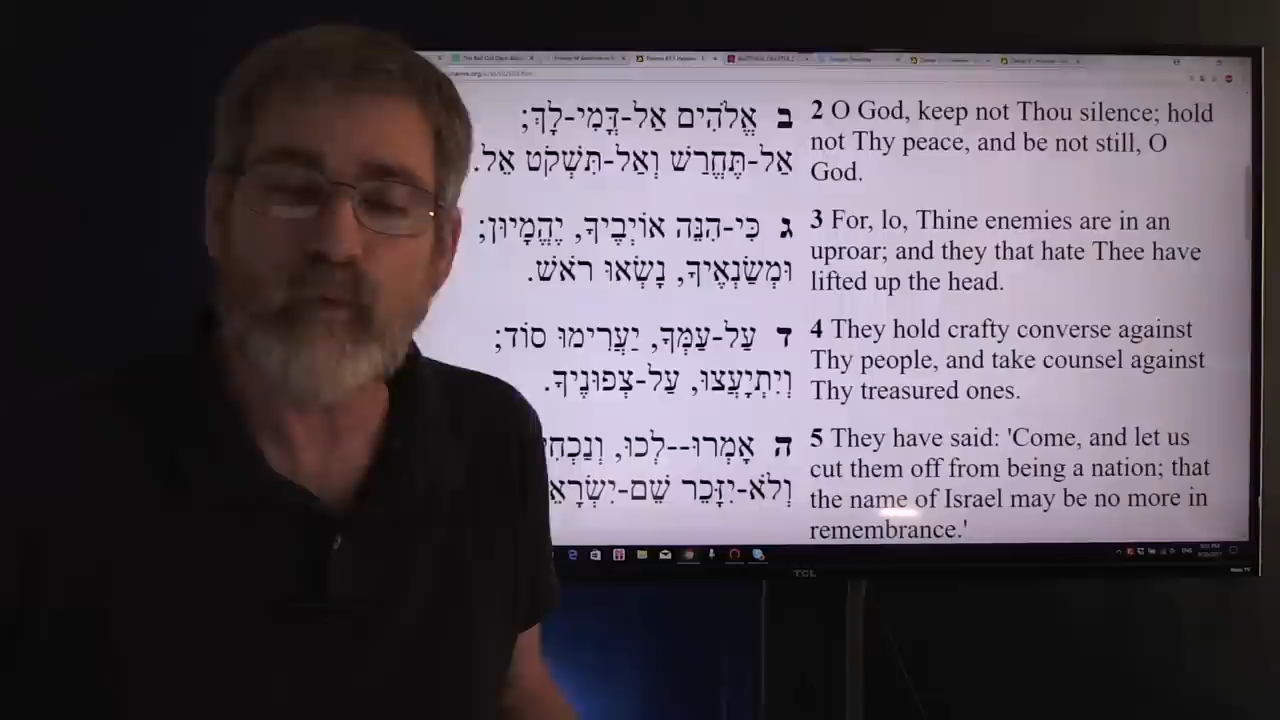 ב אֱלֹהִים אַל-דֳּמִי-לָךְ;
אַל-תֶּחֱרַשׁ וְאַל-תִּשְׁקֹט אֵל.
2 O God, keep not Thou silence; hold
not Thy peace, and be not still, O
God.
ג כִּי-הִנֵּה אוֹיְבֶיךָ, יֶהֱמָיוּן;
וּמְשַׂנְאֶיךָ, נָשְׂאוּ רֹאשׁ.
3 For, lo, Thine enemies are in an
uproar; and they that hate Thee have
lifted up the head.
ד עַל-עַמְּךָ, יַעֲרִימוּ סוֹד;
וְיִתְיָעֲצוּ, עַל-צְפוּנֶיךָ.
4 They hold crafty converse against
Thy people, and take counsel against
Thy treasured ones.
ה אָמְרוּ--לְכוּ, וְנַכְחִי
וְלֹא-יִזָּכֵר שֵׁם-יִשְׂרָאֵ
5 They have said: 'Come, and let us
cut them off from being a nation; that
the name of Israel may be no more in
remembrance.'
TCL